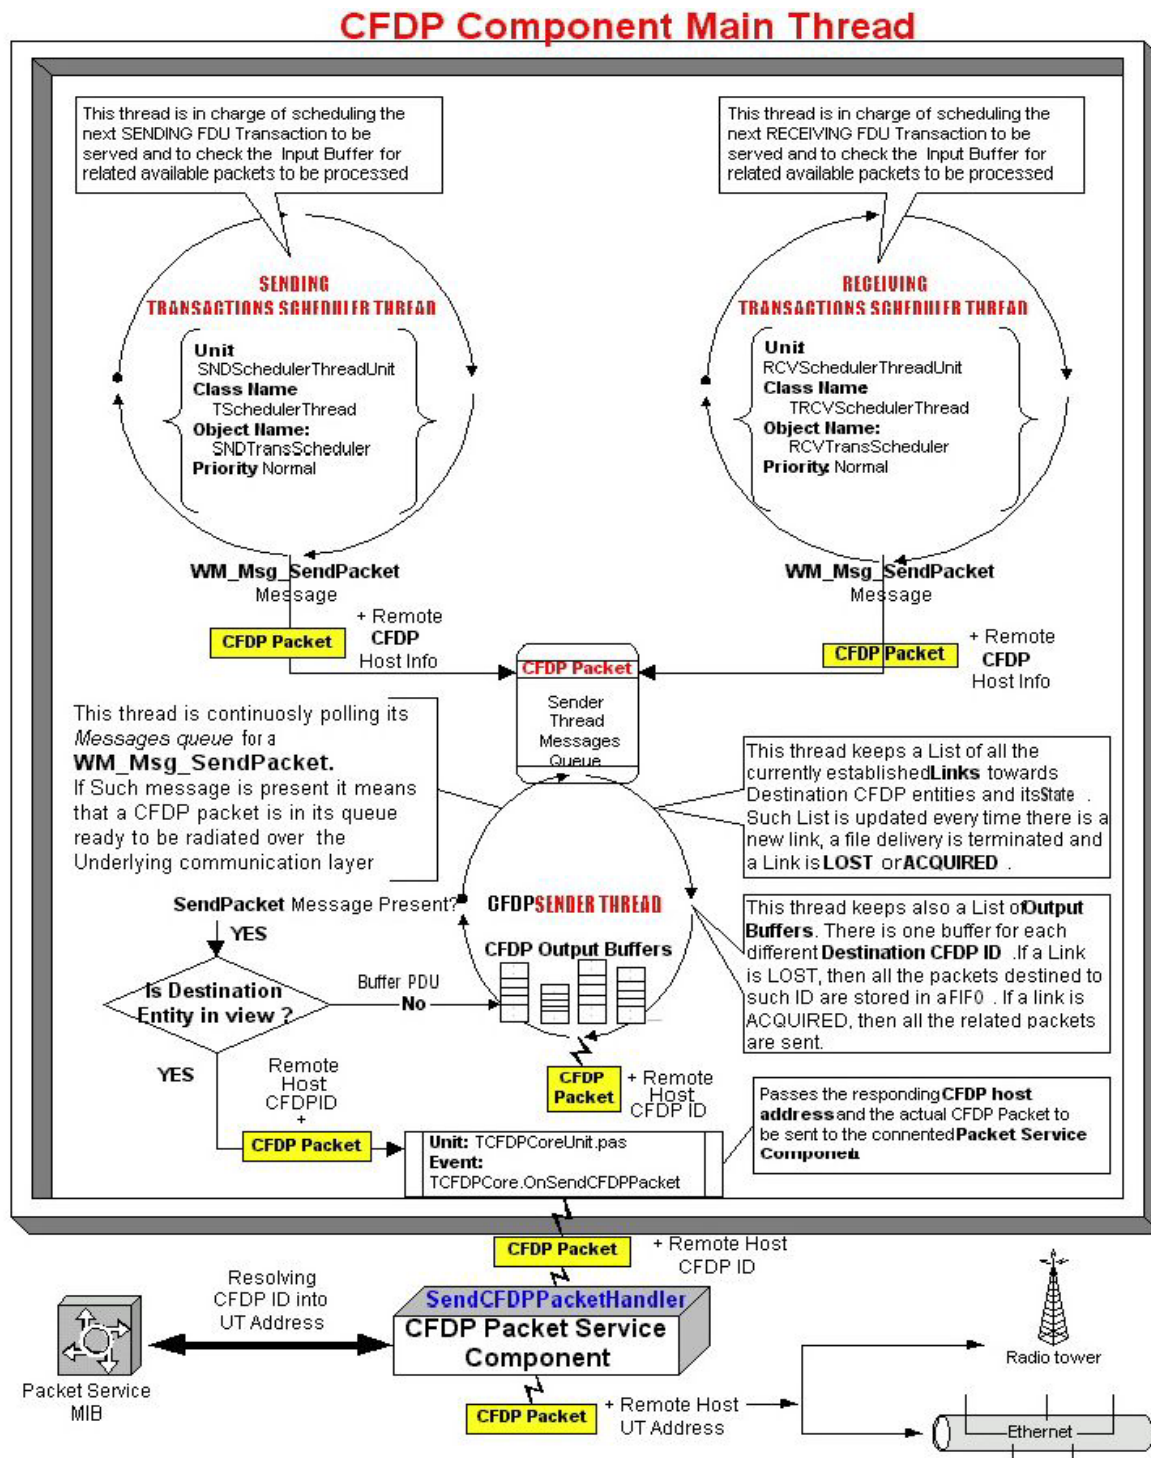 CFDP Component Main Thread
This thread is in charge of scheduling the
next SENDING FDU Transaction to be
served and to check the Input Buffer for
related available packets to be processed
This thread is in charge of scheduling the
next RECEIVING FDU Transaction to be
served and to check the Input Buffer for
related available packets to be processed
SENDING
TRANSACTIONS SCHEDULER THREAD
Unit
SNDSchedulerThreadUnit
Class Name
TSchedulerThread
Object Name:
SNDTransScheduler
Priority Normal
RECEIVING
TRANSACTIONS SCHEDULER THREAD
Unit:
RCVSchedulerThreadUnit
Class Name
TRCVSchedulerThread
Object Name:
RCVTransScheduler
Priority: Normal
WM_Msg_SendPacket
Message
CFDP Packet
+ Remote
CFDP
Host Info
WM_Msg_SendPacket
Message
CFDP Packet
+ Remote
CFDP
Host Info
CFDP Packet
Sender
Thread
Messages
Queue
This thread is continuosly polling its
Messages queue for a
WM_Msg_SendPacket.
If Such message is present it means
that a CFDP packet is in its queue
ready to be radiated over the
Underlying communication layer
This thread keeps a List of all the
currently established Links towards
Destination CFDP entities and its State .
Such List is updated every time there is a
new link, a file delivery is terminated and
a Link is LOST or ACQUIRED .
CFDP SENDER THREAD
CFDP Output Buffers
This thread keeps also a List of Output
Buffers. There is one buffer for each
different Destination CFDP ID .If a Link
is LOST, then all the packets destined to
such ID are stored in a FIFO . If a link is
ACQUIRED, then all the related packets
are sent.
SendPacket Message Present?
YES
Is Destination
Entity in view ?
Buffer PDU
No
YES
Remote
Host
CFDPID
+
CFDP Packet
CFDP
Packet
+ Remote
Host
CFDP ID
Unit: TCFDPCoreUnit.pas
Event:
TCFDPCore.OnSendCFDPPacket
Passes the responding CFDP host
address and the actual CFDP Packet to
be sent to the connented Packet Service
Component.
CFDP Packet
+ Remote Host
CFDP ID
Resolving
CFDP ID into
UT Address
SendCFDPPacketHandler
CFDP Packet Service
Component
Packet Service
MIB
CFDP Packet
+ Remote Host
UT Address
Radio tower
Ethernet